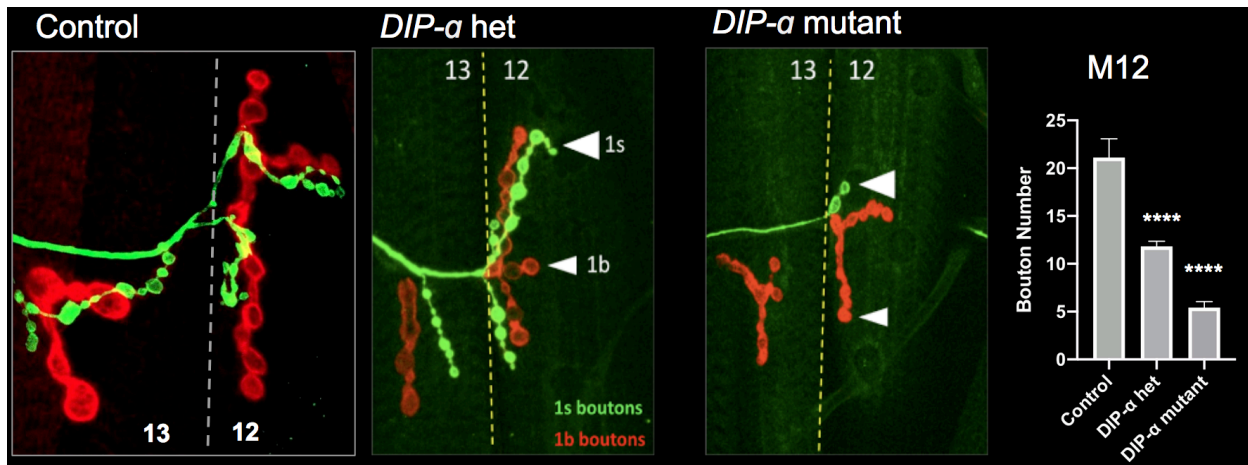 Control
DIP-α het
DIP-α mutant
13 12
13 12
13 12
1s
1b
1s boutons
1b boutons
M12
Bouton Number
25
20
15
10
5
0
****
****
Control
DIP-α het
DIP-α mutant